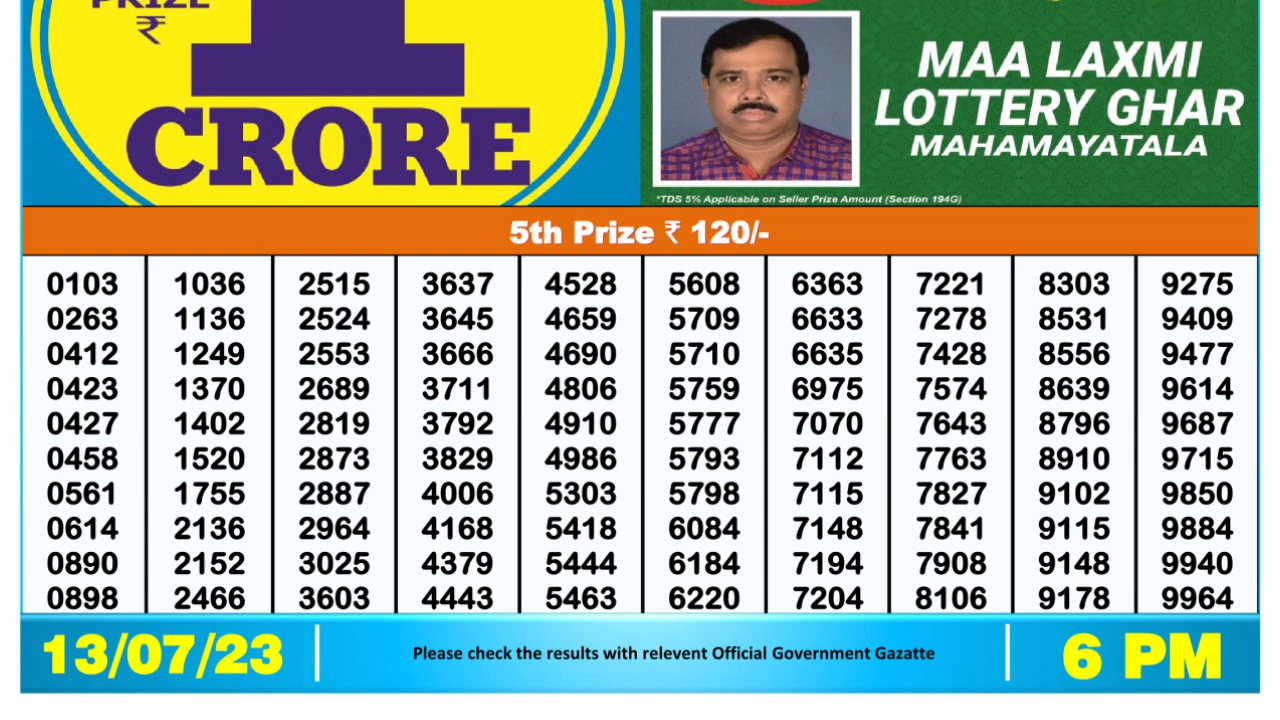 PRIZE
₹
1
CRORE
MAA LAXMI
LOTTERY GHAR
MAHAMAYATALA
*TDS 5% Applicable on Seller Prize Amount (Section 194G)
5th Prize ₹ 120/-
0103 1036 2515 3637 4528 5608 6363 7221 8303 9275
0263 1136 2524 3645 4659 5709 6633 7278 8531 9409
0412 1249 2553 3666 4690 5710 6635 7428 8556 9477
0423 1370 2689 3711 4806 5759 6975 7574 8639 9614
0427 1402 2819 3792 4910 5777 7070 7643 8796 9687
0458 1520 2873 3829 4986 5793 7112 7763 8910 9715
0561 1755 2887 4006 5303 5798 7115 7827 9102 9850
0614 2136 2964 4168 5418 6084 7148 7841 9115 9884
0890 2152 3025 4379 5444 6184 7194 7908 9148 9940
0898 2466 3603 4443 5463 6220 7204 8106 9178 9964
13/07/23
Please check the results with relevent Official Government Gazatte
6 PM